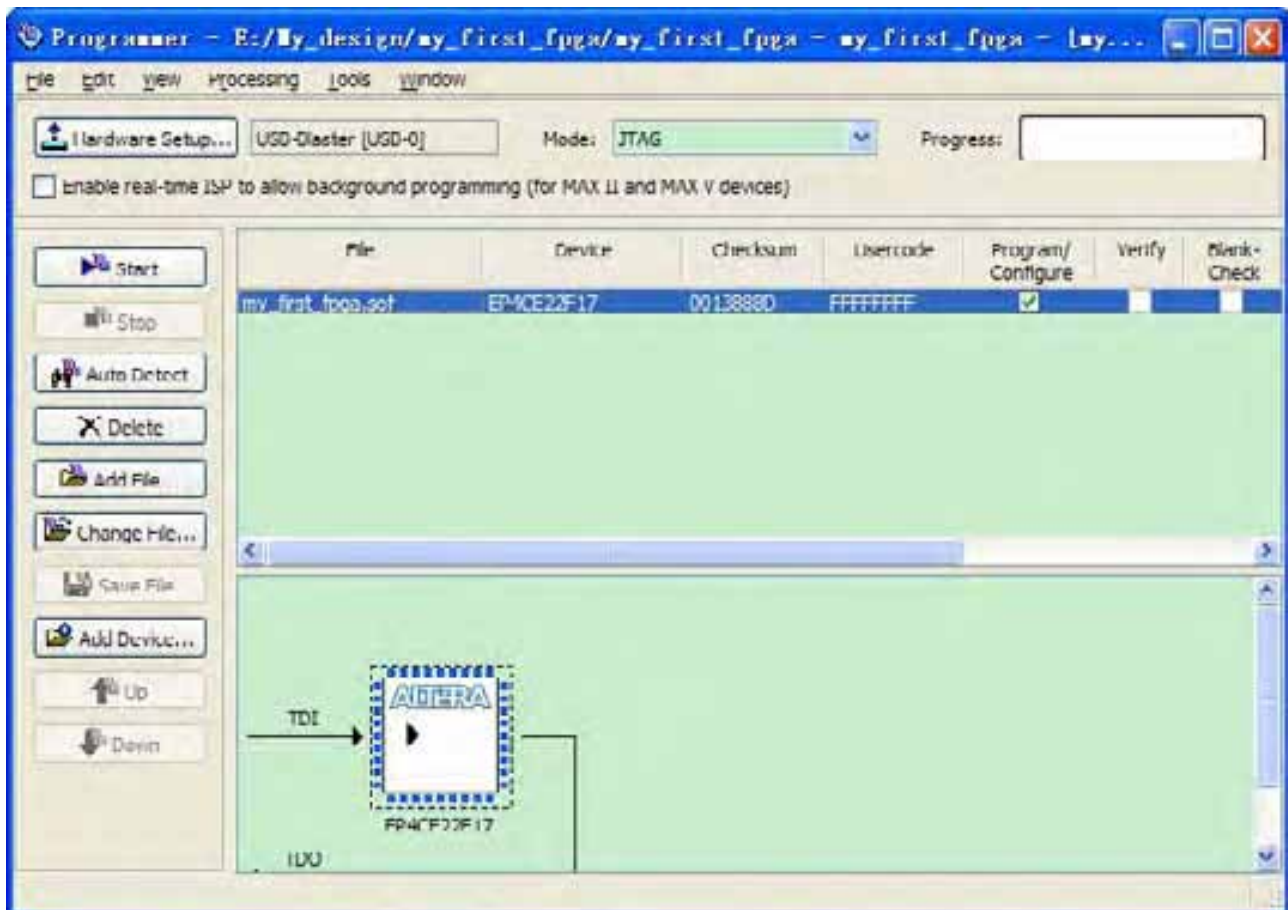 Programmer - E:/My_design/my_first_fpga/my_first_fpga - my_first_fpga - [my...
File Edit View Processing Tools Window
Hardware Setup... USB-Blaster [USB-0] Mode: JTAG Progress:
Enable real-time ISP to allow background programming (for MAX II and MAX V devices)
Start
Stop
Auto Detect
Delete
Add File
Change File...
Save File
Add Device...
Up
Down
File Device Checksum Usercode Program/ Configure Verify Blank- Check
my_first_fpga.sof EP4CE22F17 0013888D FFFFFFFF
ALTERA
TDI
EP4CE22F17
TDO